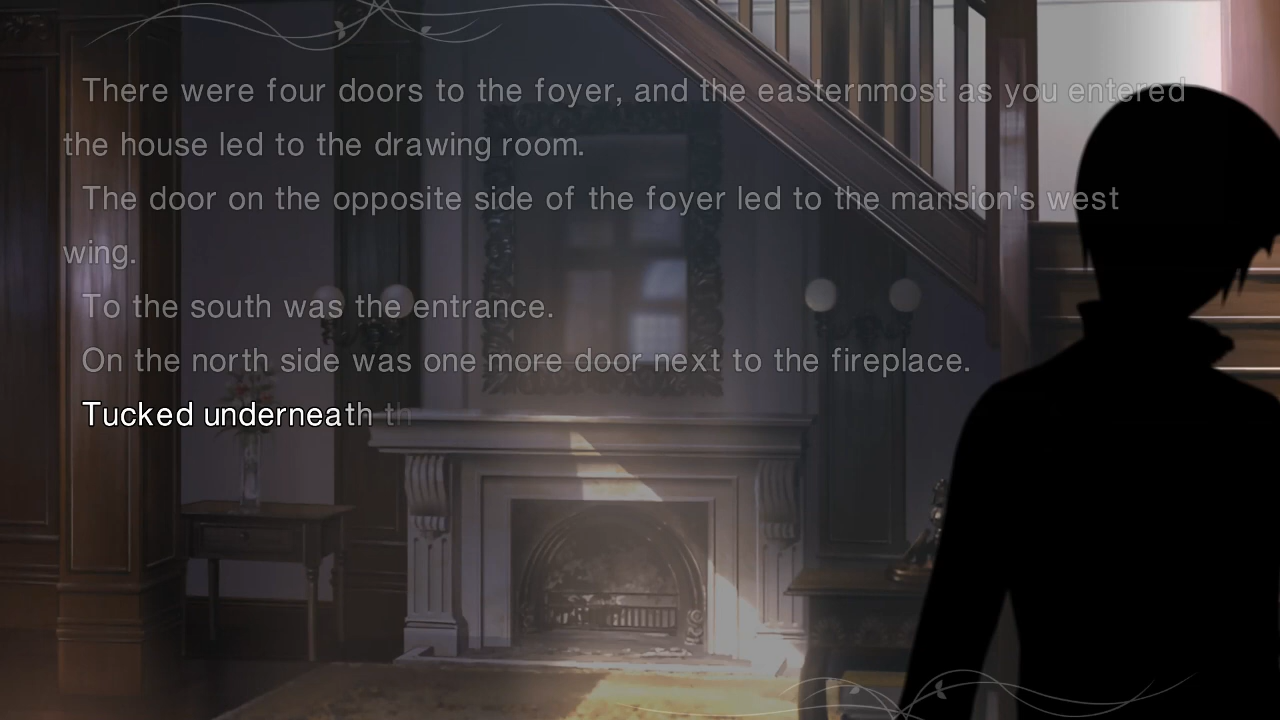 There were four doors to the foyer, and the easternmost as you entered
the house led to the drawing room.
The door on the opposite side of the foyer led to the mansion's west
wing.
To the south was the entrance.
On the north side was one more door next to the fireplace.
Tucked underneath th